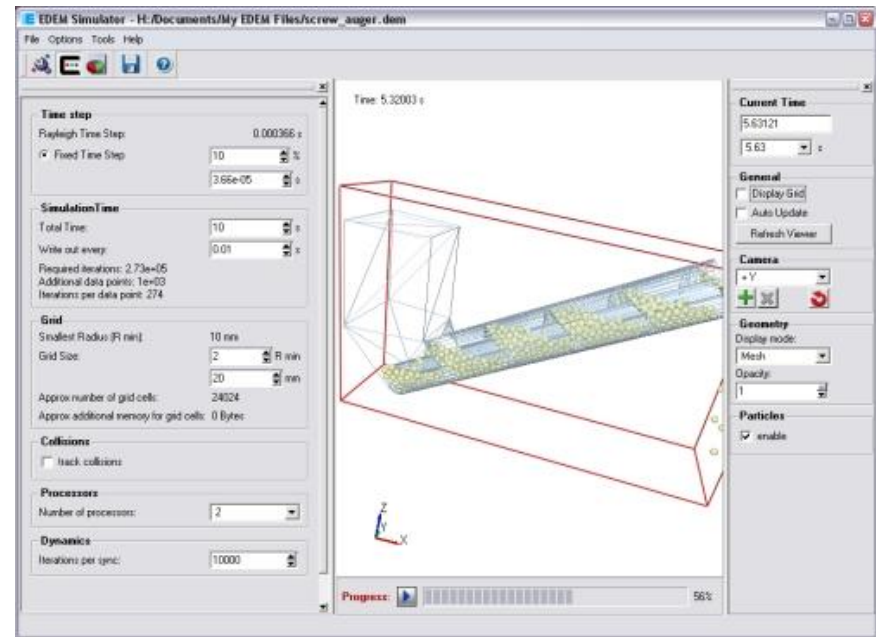 EDEM Simulator - H:/Documents/My EDEM Files/screw_auger.dem
File Options Tools Help
Time step
Rayleigh Time Step: 0.000366 s
Fixed Time Step 10 %
3.66e-05 s
SimulationTime
Total Time: 10 s
Write out every: 0.01 s
Required iterations: 2.73e+05
Additional data points: 1e+03
Iterations per data point: 274
Grid
Smallest Radius (R min): 10 mm
Grid Size: 2 R min
20 mm
Approx number of grid cells: 24024
Approx additional memory for grid cells: 0 Bytes
Collisions
track collisions
Processors
Number of processors: 2
Dynamics
Iterations per sync: 10000
Time: 5.32003 s
Z
Y
X
Progress: 56%
Current Time
5.63121
5.63 s
General
Display Grid
Auto Update
Refresh Viewer
Camera
+Y
Geometry
Display mode:
Mesh
Opacity:
1
Particles
enable